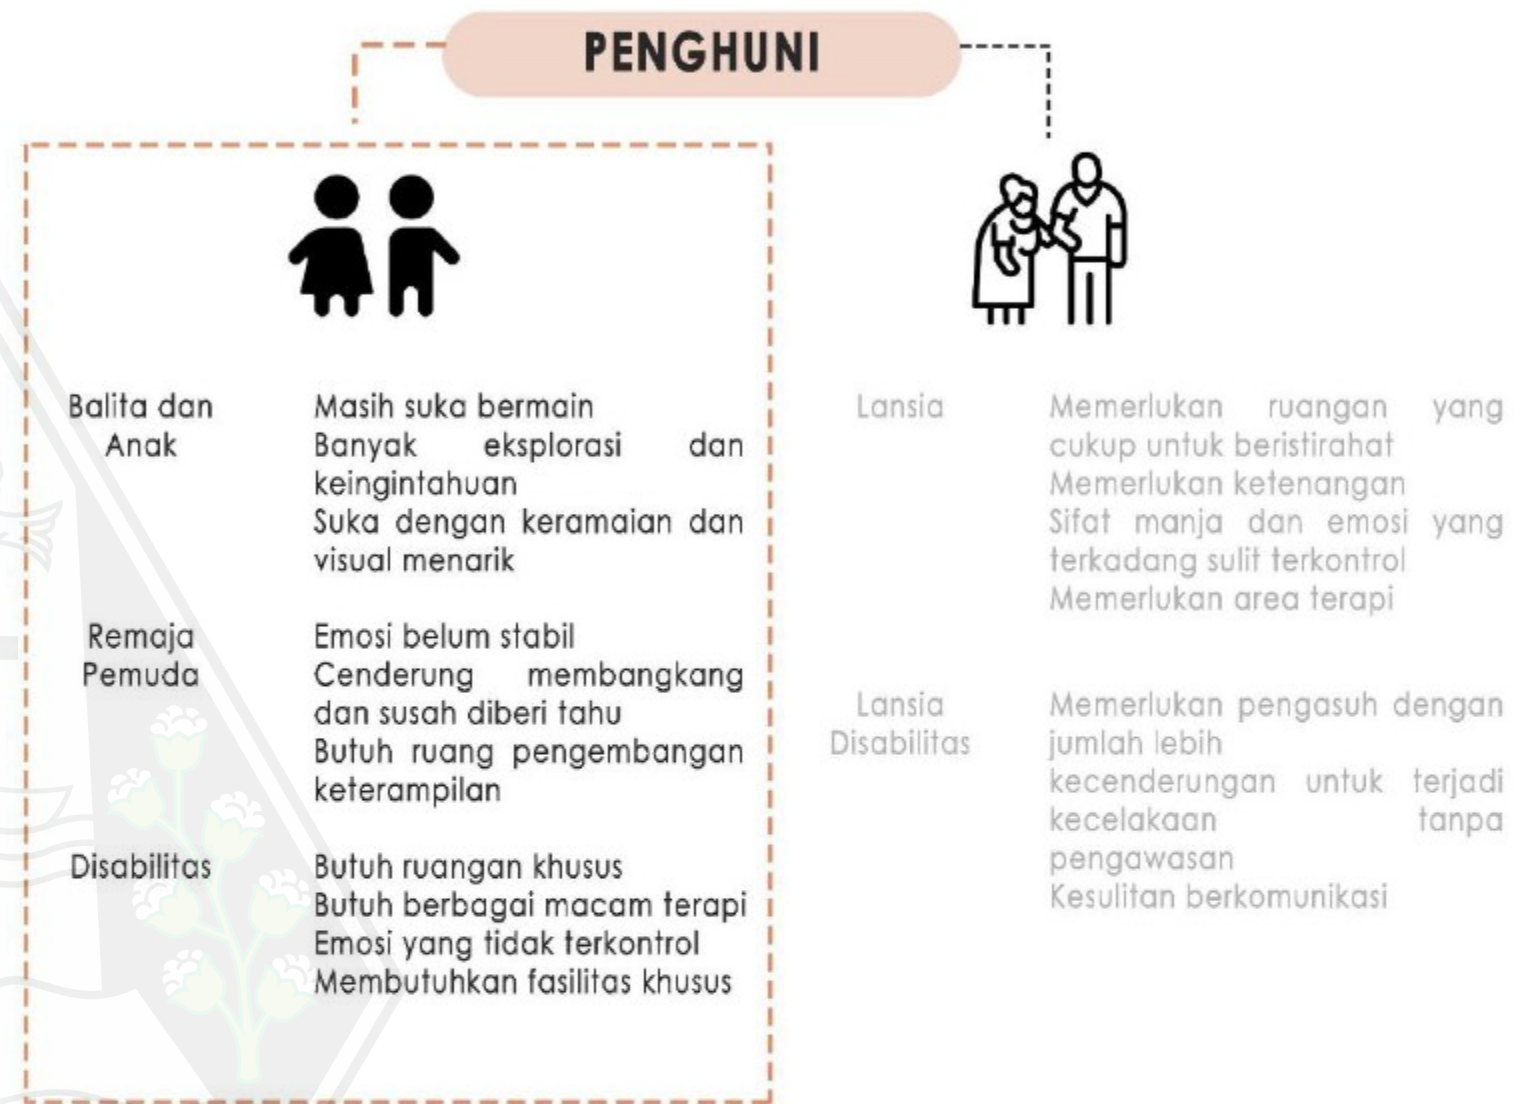 PENGHUNI
Balita dan
Anak
Masih suka bermain
Banyak eksplorasi dan
keingintahuan
Suka dengan keramaian dan
visual menarik
Remaja
Pemuda
Emosi belum stabil
Cenderung membangkang
dan susah diberi tahu
Butuh ruang pengembangan
keterampilan
Disabilitas
Butuh ruangan khusus
Butuh berbagai macam terapi
Emosi yang tidak terkontrol
Membutuhkan fasilitas khusus
Lansia
Memerlukan ruangan yang
cukup untuk beristirahat
Memerlukan ketenangan
Sifat manja dan emosi yang
terkadang sulit terkontrol
Memerlukan area terapi
Lansia
Disabilitas
Memerlukan pengasuh dengan
jumlah lebih
kecenderungan untuk terjadi
kecelakaan tanpa
pengawasan
Kesulitan berkomunikasi